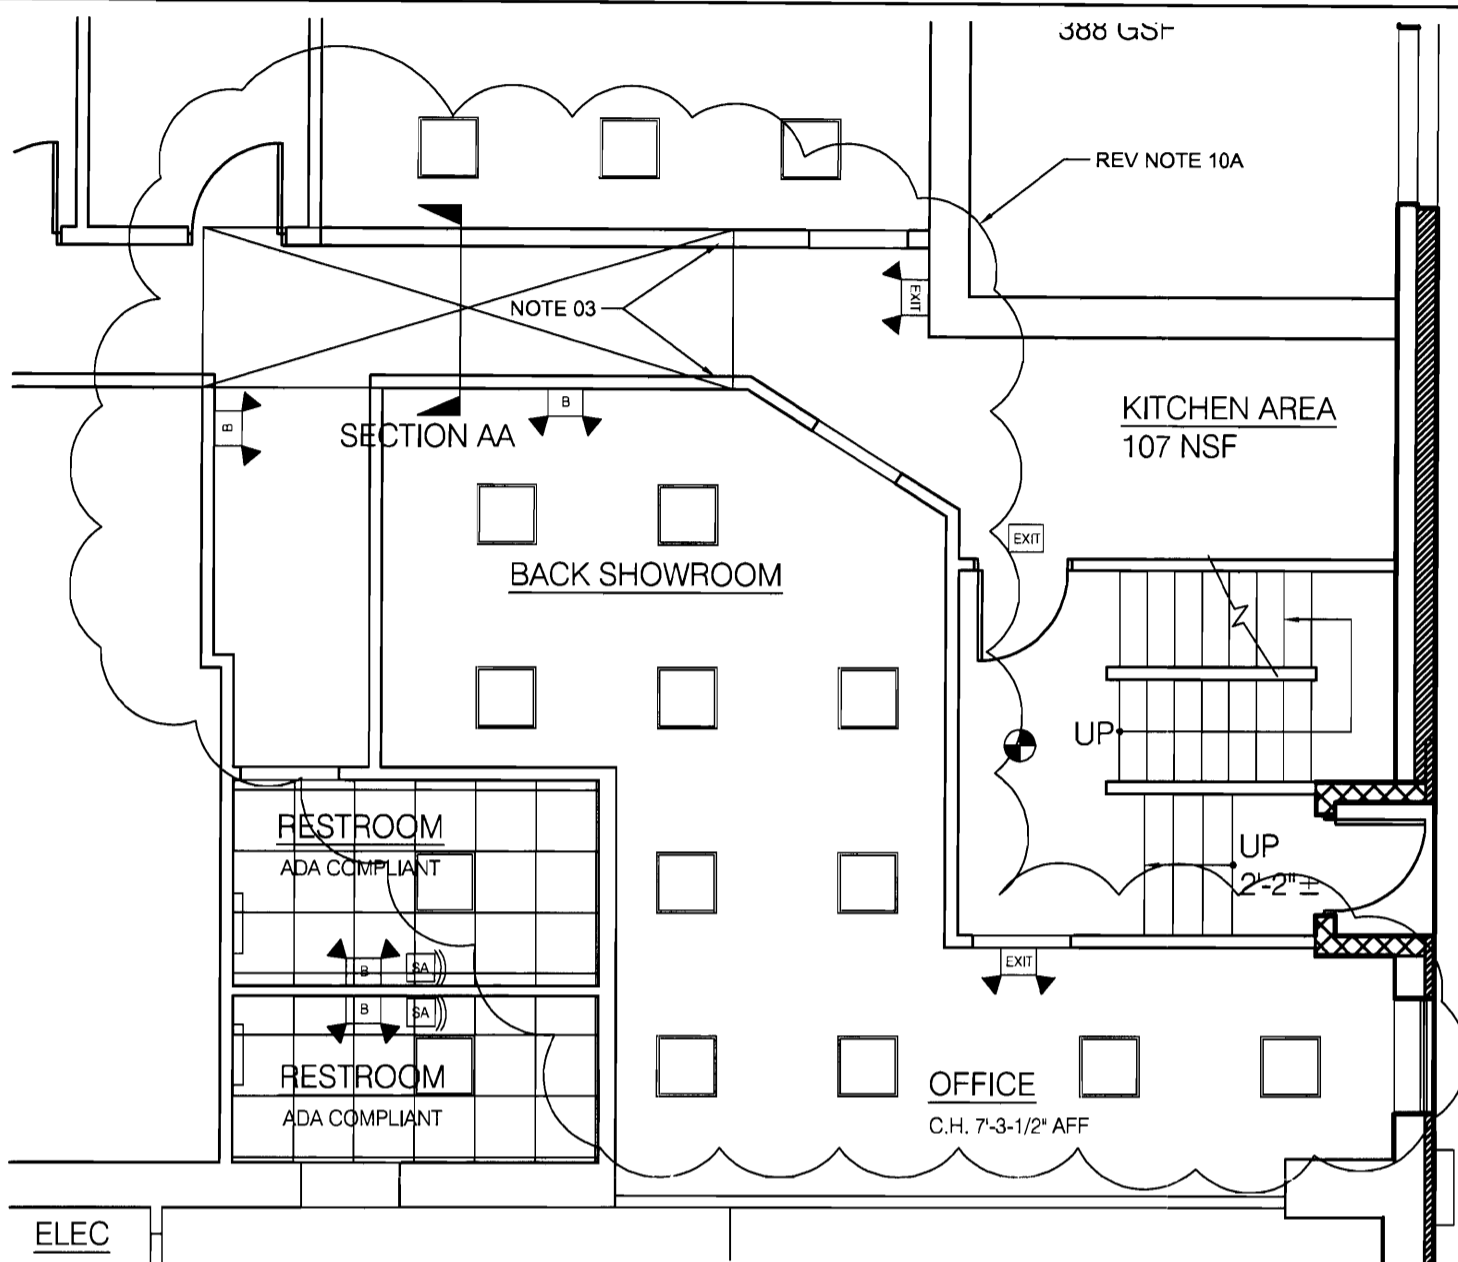 388 GSF
REV NOTE 10A
EXIT
NOTE 03
B
B
SECTION AA
KITCHEN AREA
107 NSF
EXIT
BACK SHOWROOM
UP
RESTROOM
ADA COMPLIANT
UP
2'-2" ±
B
SA
EXIT
B
SA
RESTROOM
ADA COMPLIANT
OFFICE
C.H. 7'-3-1/2" AFF
ELEC